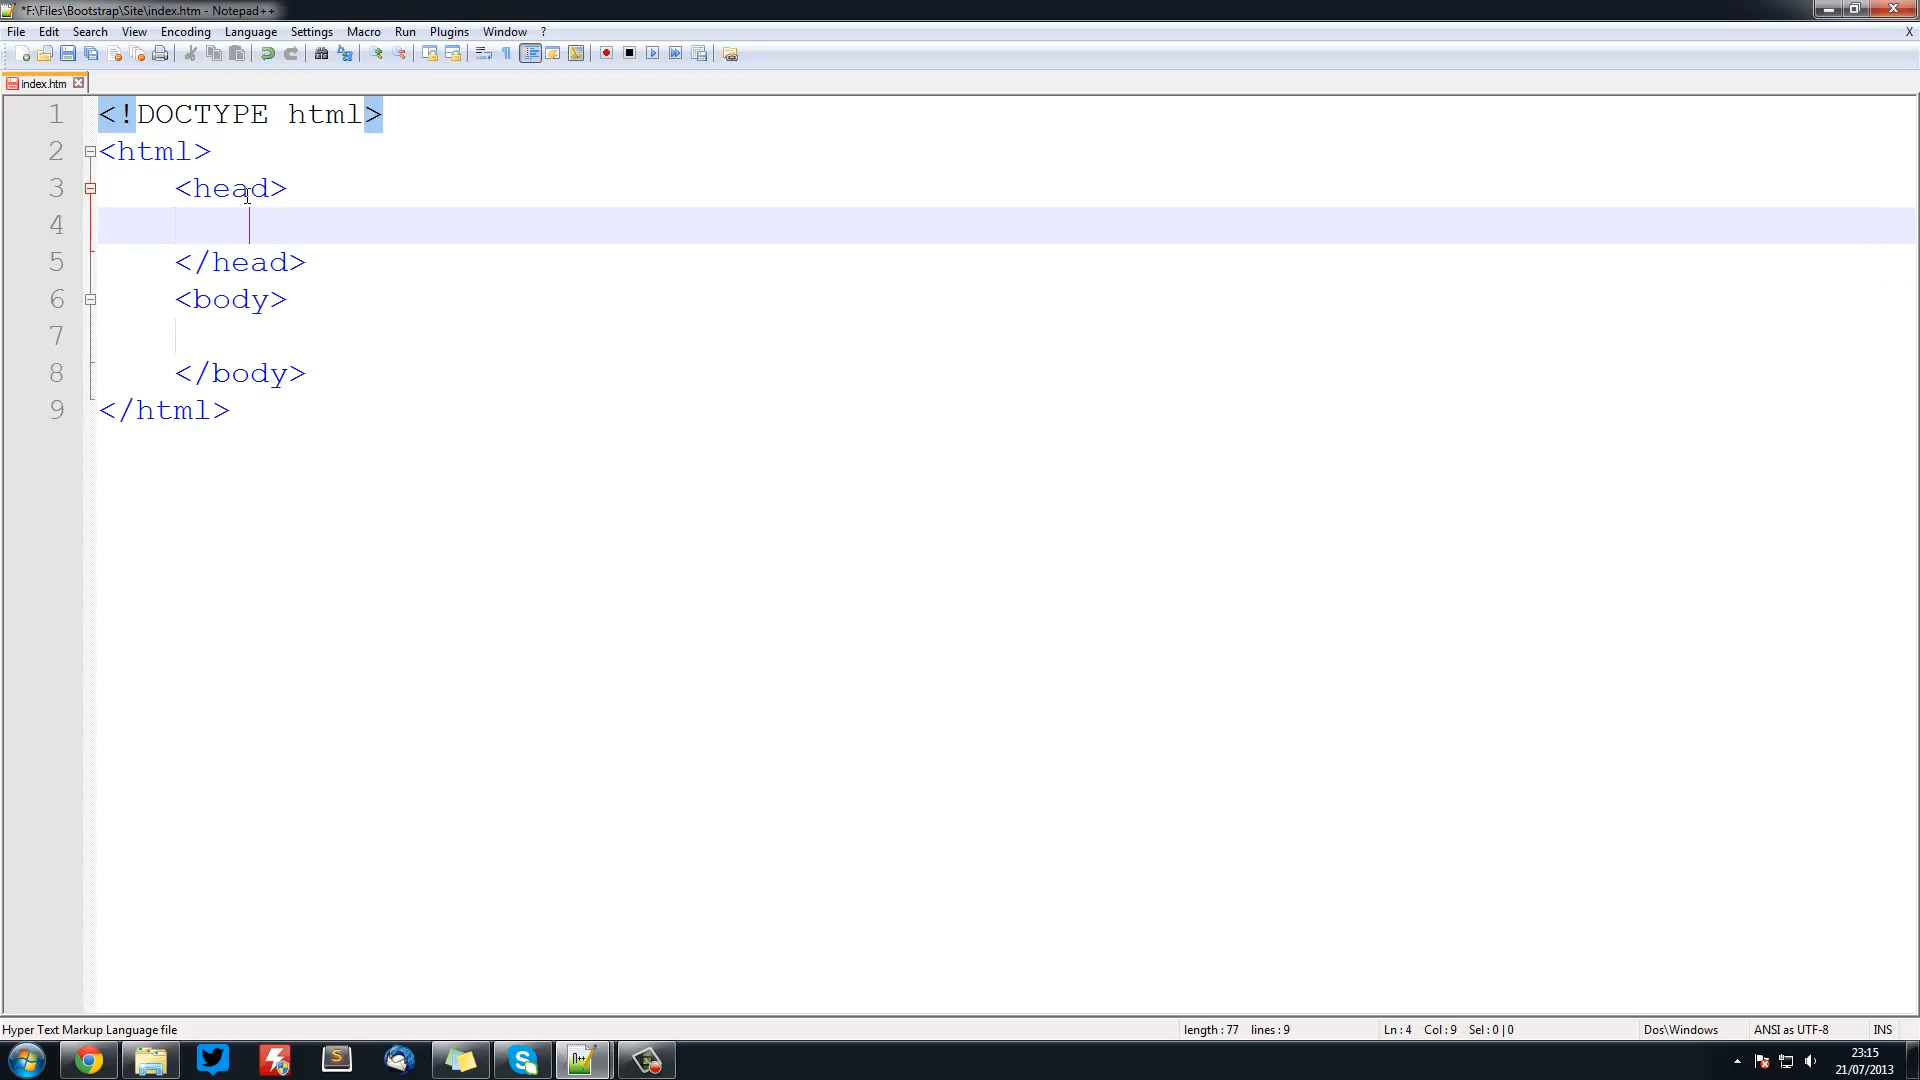 *F:\Files\Bootstrap\Site\index.htm - Notepad++
File Edit Search View Encoding Language Settings Macro Run Plugins Window ? X
index.htm
1 <!DOCTYPE html>
2 <html>
3 <head>
4
5 </head>
6 <body>
7
8 </body>
9 </html>
Hyper Text Markup Language file length : 77 lines : 9 Ln : 4 Col : 9 Sel : 0 | 0 Dos\Windows ANSI as UTF-8 INS
23:15
21/07/2013